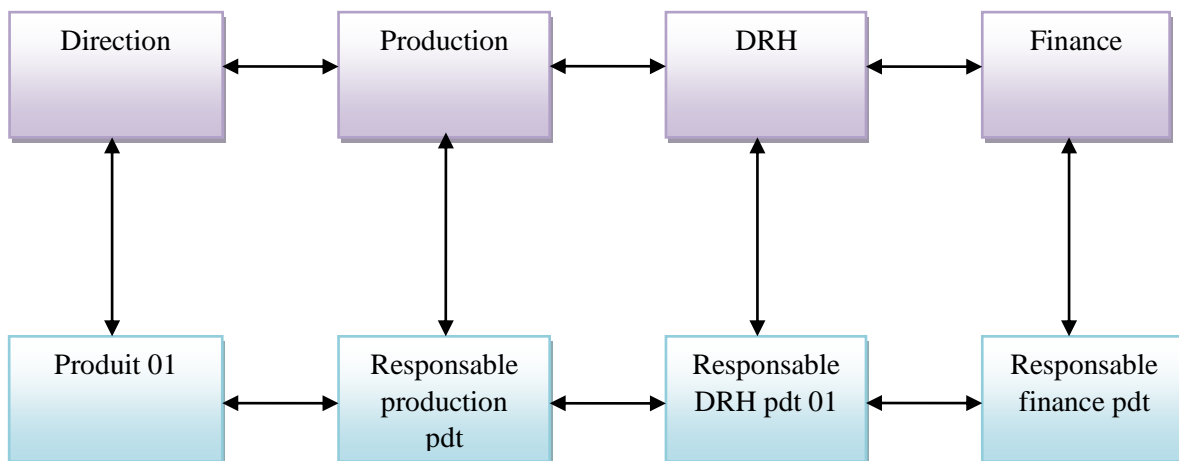 Direction
Production
DRH
Finance
Produit 01
Responsable
production
pdt
Responsable
DRH pdt 01
Responsable
finance pdt